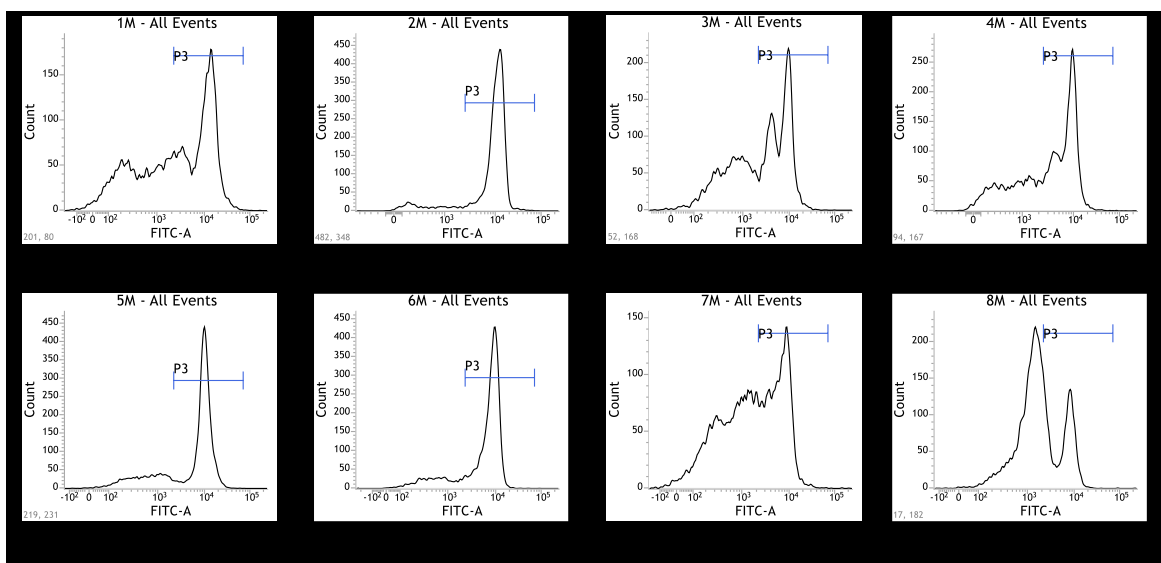 1M - All Events
P3
150
100
50
0
-10² 0 10² 10³ 10⁴ 10⁵
Count
FITC-A
201, 80
2M - All Events
P3
450
400
350
300
250
200
150
100
50
0
0 10³ 10⁴ 10⁵
Count
FITC-A
482, 348
3M - All Events
P3
200
150
100
50
0
0 10² 10³ 10⁴ 10⁵
Count
FITC-A
52, 168
4M - All Events
P3
250
200
150
100
50
0
0 10³ 10⁴ 10⁵
Count
FITC-A
94, 167
5M - All Events
P3
450
400
350
300
250
200
150
100
50
0
-10² 0 10² 10³ 10⁴ 10⁵
Count
FITC-A
219, 231
6M - All Events
P3
450
400
350
300
250
200
150
100
50
0
-10² 0 10² 10³ 10⁴ 10⁵
Count
FITC-A
7M - All Events
P3
150
100
50
0
-10² 0 10² 10³ 10⁴ 10⁵
Count
FITC-A
8M - All Events
P3
200
150
100
50
0
-10² 0 10² 10³ 10⁴ 10⁵
Count
FITC-A
17, 182